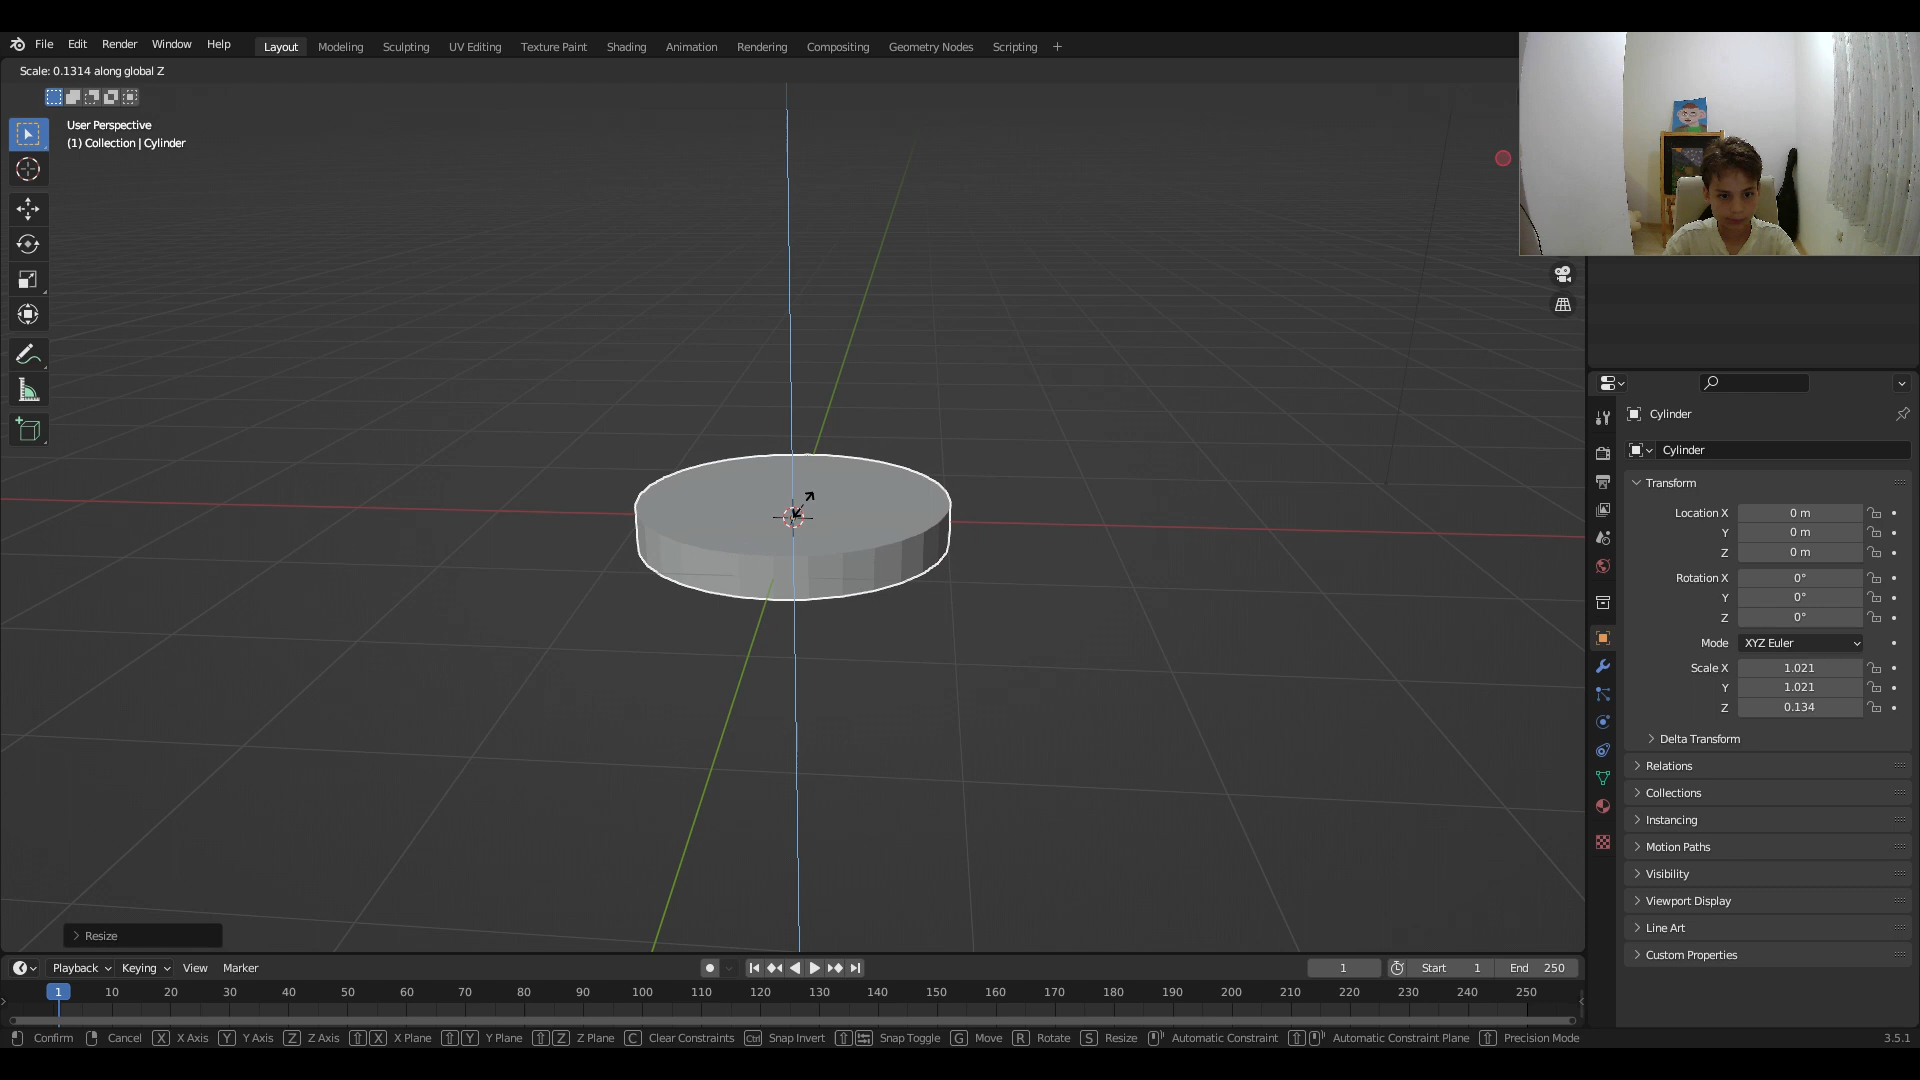 File Edit Render Window Help Layout Modeling Sculpting UV Editing Texture Paint Shading Animation Rendering Compositing Geometry Nodes Scripting +
Scale: 0.1314 along global Z
User Perspective
(1) Collection | Cylinder
Cylinder
Cylinder
Transform
Location X 0 m
Y 0 m
Z 0 m
Rotation X 0°
Y 0°
Z 0°
Mode XYZ Euler
Scale X 1.021
Y 1.021
Z 0.134
Delta Transform
Relations
Collections
Instancing
Motion Paths
Visibility
Viewport Display
Line Art
Custom Properties
Resize
Playback Keying View Marker 1 Start 1 End 250
1 10 20 30 40 50 60 70 80 90 100 110 120 130 140 150 160 170 180 190 200 210 220 230 240 250
Confirm Cancel X X Axis Y Y Axis Z Z Axis X X Plane Y Y Plane Z Z Plane C Clear Constraints Ctrl Snap Invert Snap Toggle G Move R Rotate S Resize Automatic Constraint Automatic Constraint Plane Precision Mode 3.5.1